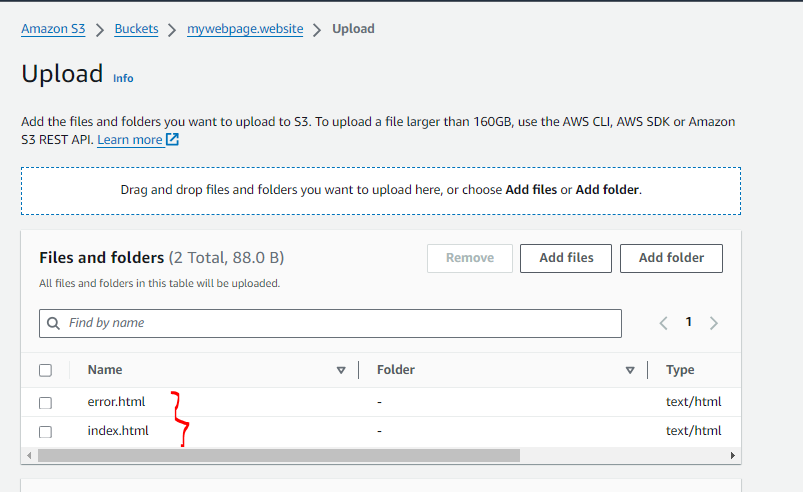 Amazon S3 > Buckets > mywebpage.website > Upload
Upload Info
Add the files and folders you want to upload to S3. To upload a file larger than 160GB, use the AWS CLI, AWS SDK or Amazon
S3 REST API. Learn more
Drag and drop files and folders you want to upload here, or choose Add files or Add folder.
Files and folders (2 Total, 88.0 B)
Remove Add files Add folder
All files and folders in this table will be uploaded.
Find by name
1
Name Folder Type
error.html - text/html
index.html - text/html